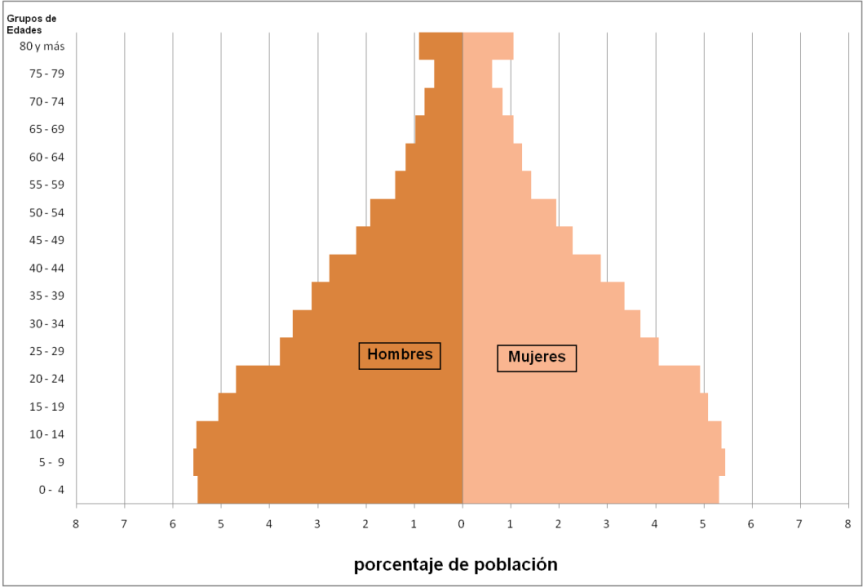 Grupos de
Edades
80 y más
75 - 79
70 - 74
65 - 69
60 - 64
55 - 59
50 - 54
45 - 49
40 - 44
35 - 39
30 - 34
25 - 29
20 - 24
15 - 19
10 - 14
5 - 9
0 - 4
Hombres
Mujeres
8 7 6 5 4 3 2 1 0 1 2 3 4 5 6 7 8
porcentaje de población